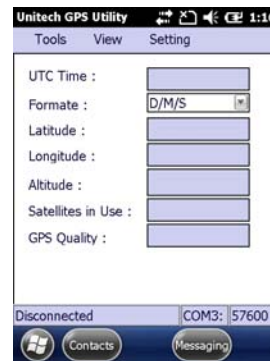 Unitech GPS Utility 1:1
Tools View Setting
UTC Time :
Formate : D/M/S
Latitude :
Longitude :
Altitude :
Satellites in Use :
GPS Quality :
Disconnected COM3: 57600
Contacts Messaging